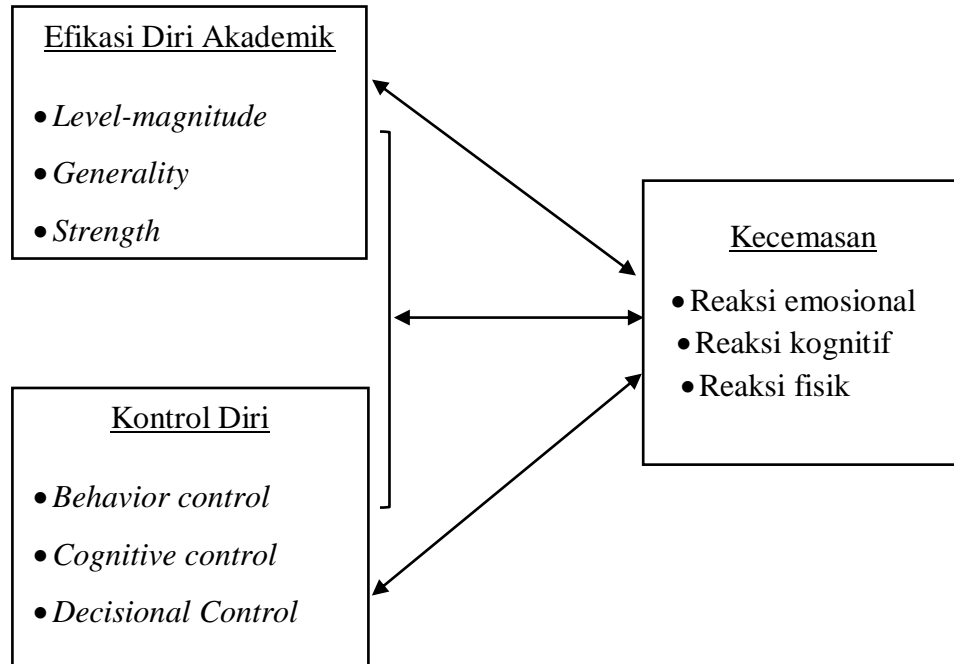 Efikasi Diri Akademik
• Level-magnitude
• Generality
• Strength
Kecemasan
• Reaksi emosional
• Reaksi kognitif
• Reaksi fisik
Kontrol Diri
• Behavior control
• Cognitive control
• Decisional Control